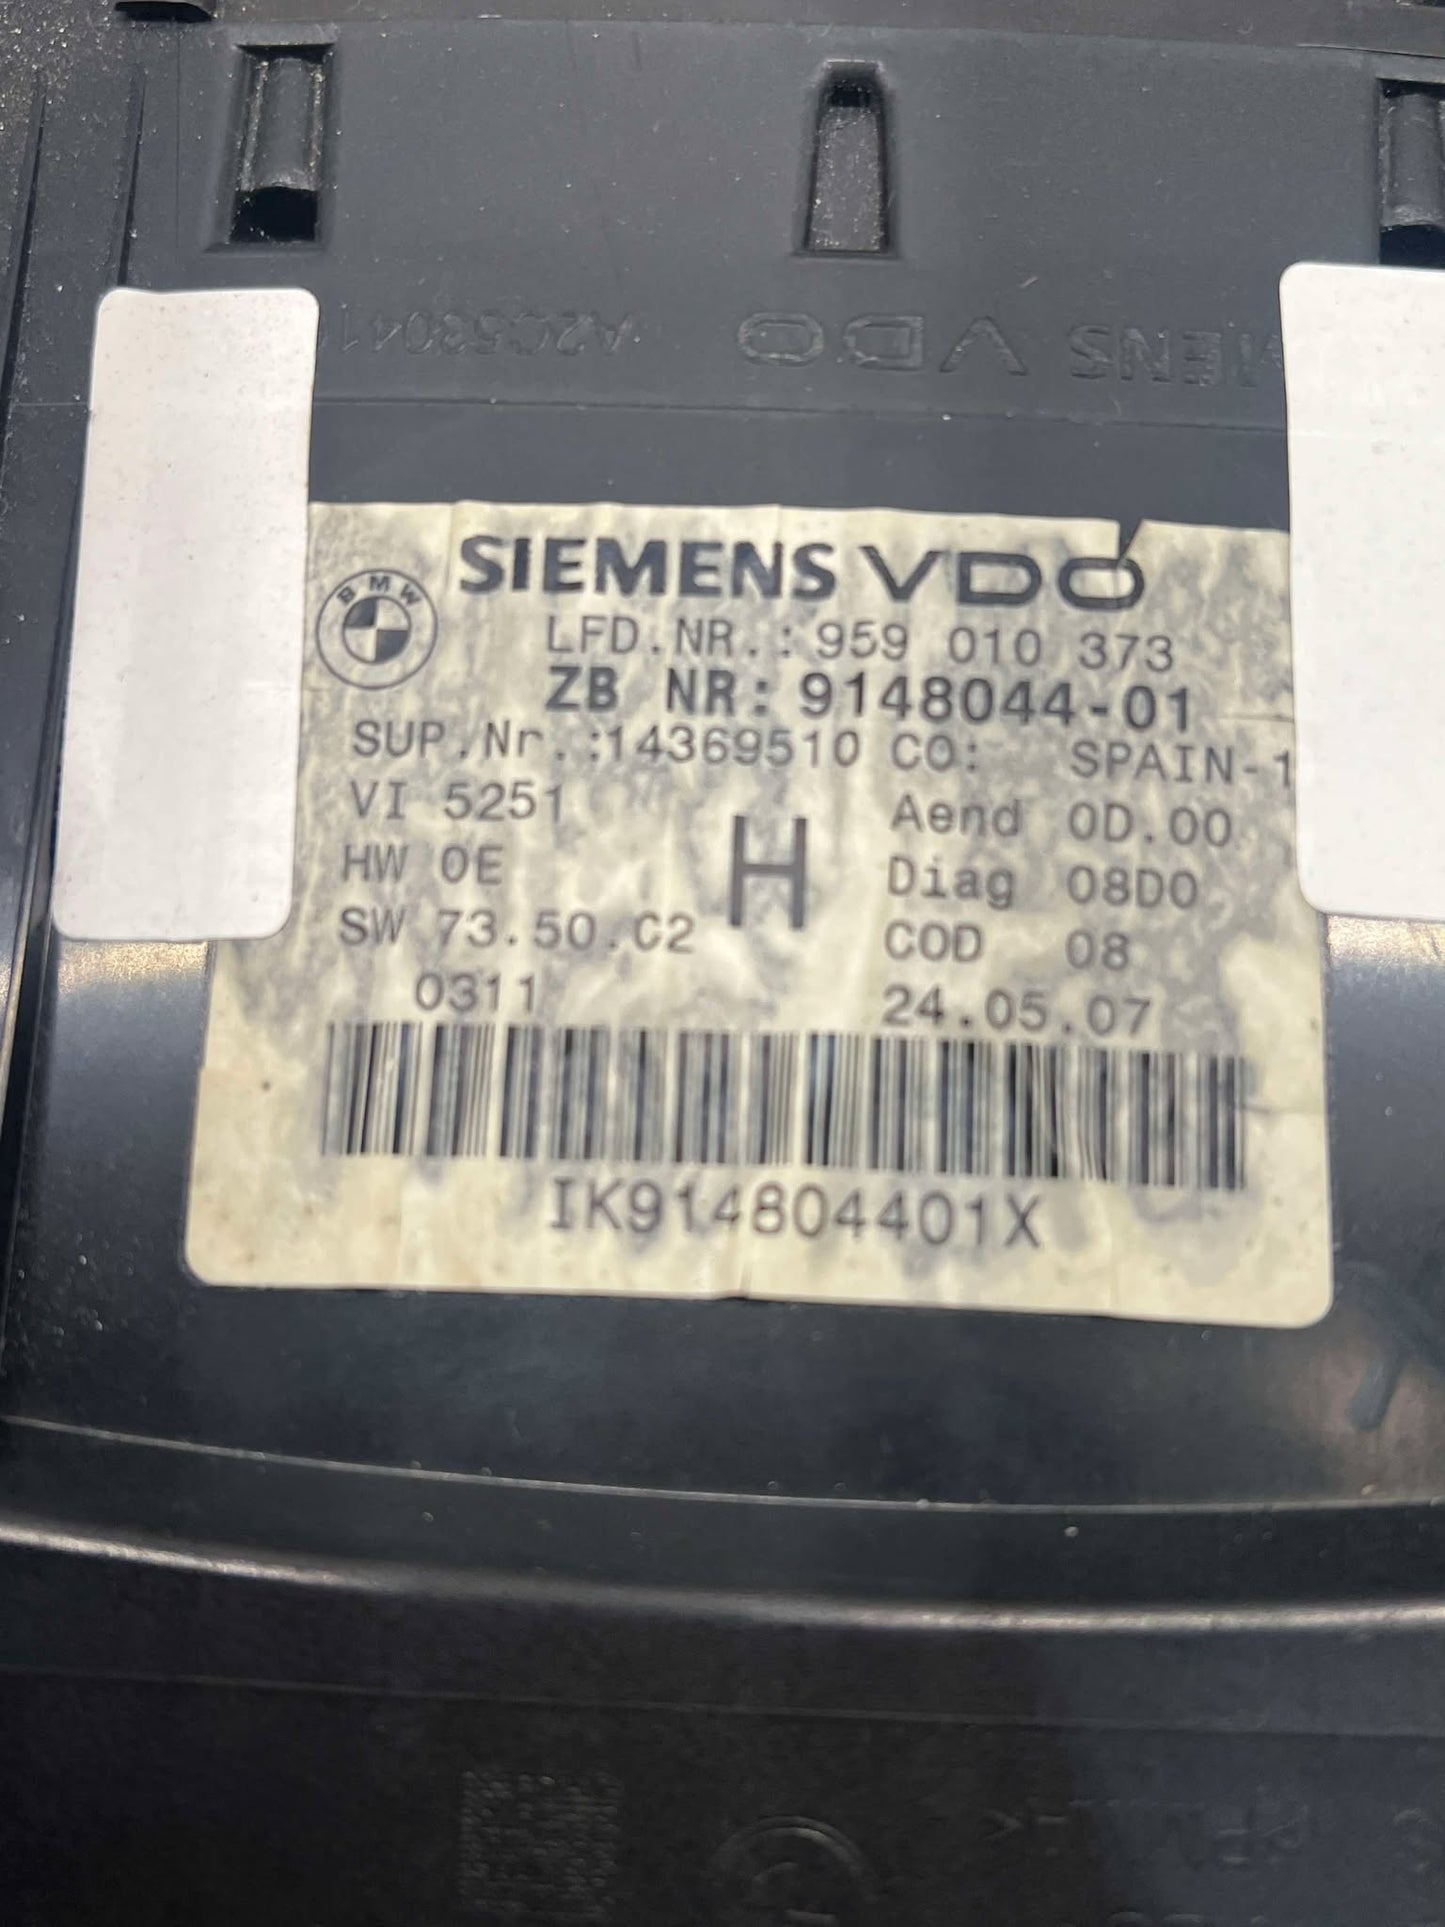 A2C53041
SIEMENS VDO
SIEMENS VDO
BMW
LFD.NR.:959 010 373
ZB NR:9148044-01
SUP.Nr.:14369510 CO: SPAIN-1
VI 5251 Aend 0D.00
HW 0E H Diag 08D0
SW 73.50.C2 COD 08
0311 24.05.07
IK914804401X